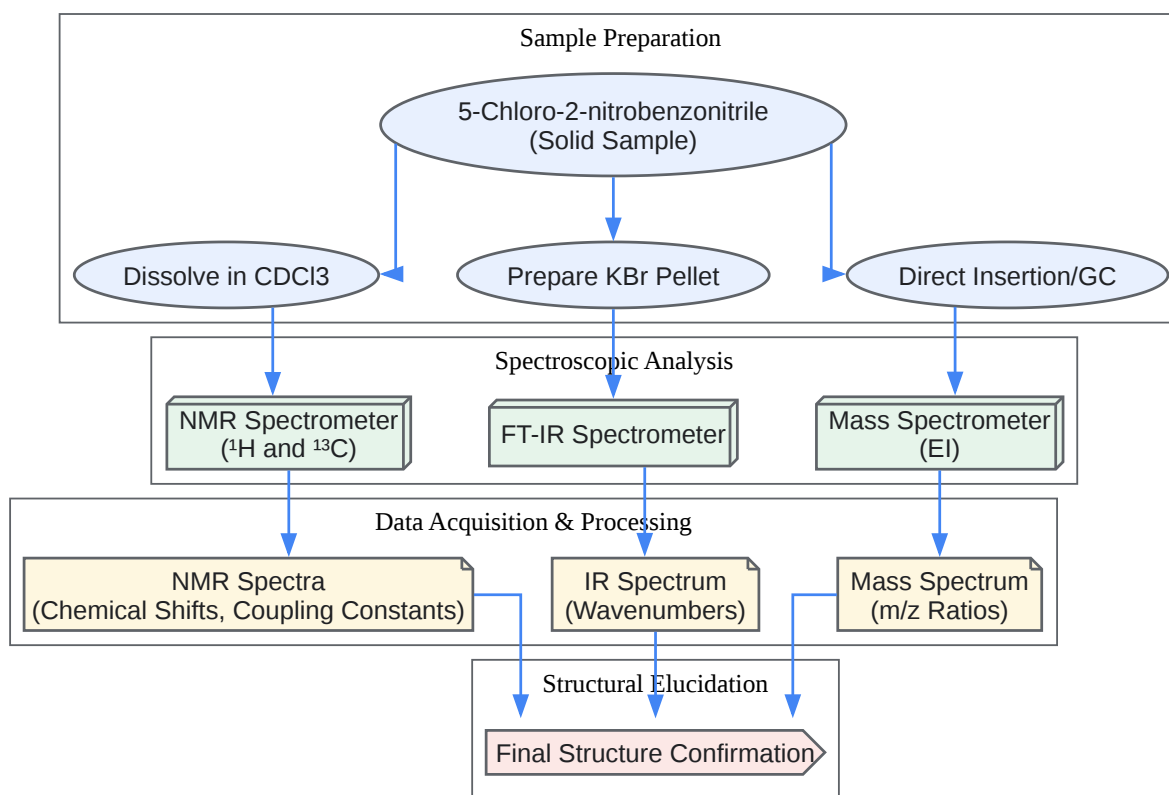 Sample Preparation
5-Chloro-2-nitrobenzonitrile
(Solid Sample)
Dissolve in CDCl3
Prepare KBr Pellet
Direct Insertion/GC
Spectroscopic Analysis
NMR Spectrometer
(¹H and ¹³C)
FT-IR Spectrometer
Mass Spectrometer
(EI)
Data Acquisition & Processing
NMR Spectra
(Chemical Shifts, Coupling Constants)
IR Spectrum
(Wavenumbers)
Mass Spectrum
(m/z Ratios)
Structural Elucidation
Final Structure Confirmation